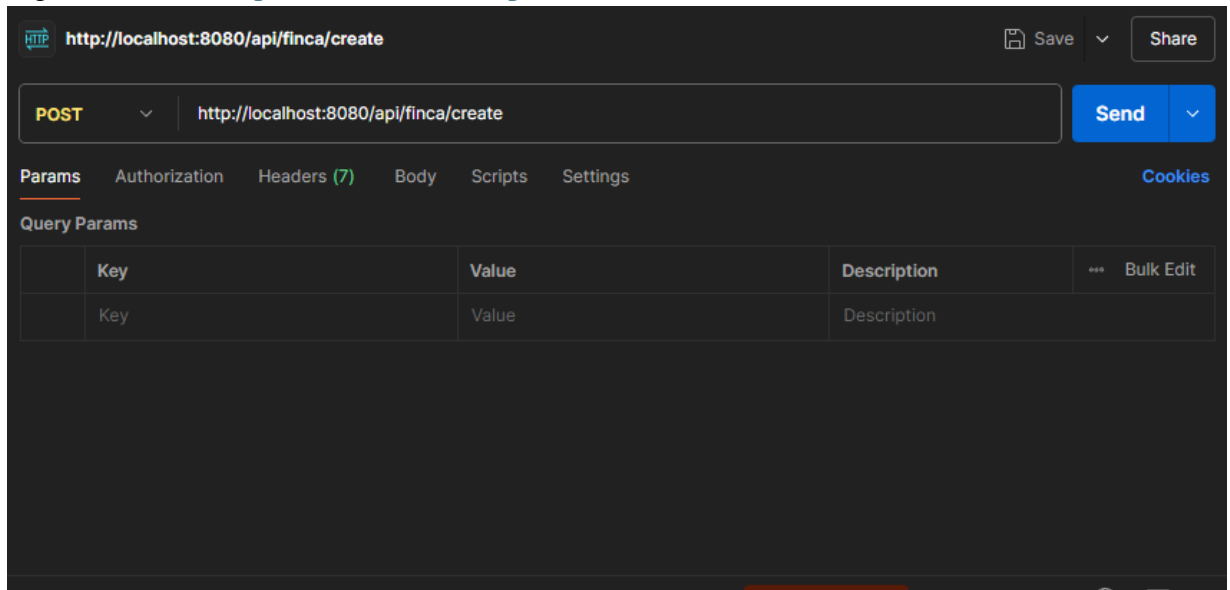 HTTP http://localhost:8080/api/finca/create Save Share
POST http://localhost:8080/api/finca/create Send
Params Authorization Headers (7) Body Scripts Settings Cookies
Query Params
Key Value Description Bulk Edit
Key Value Description